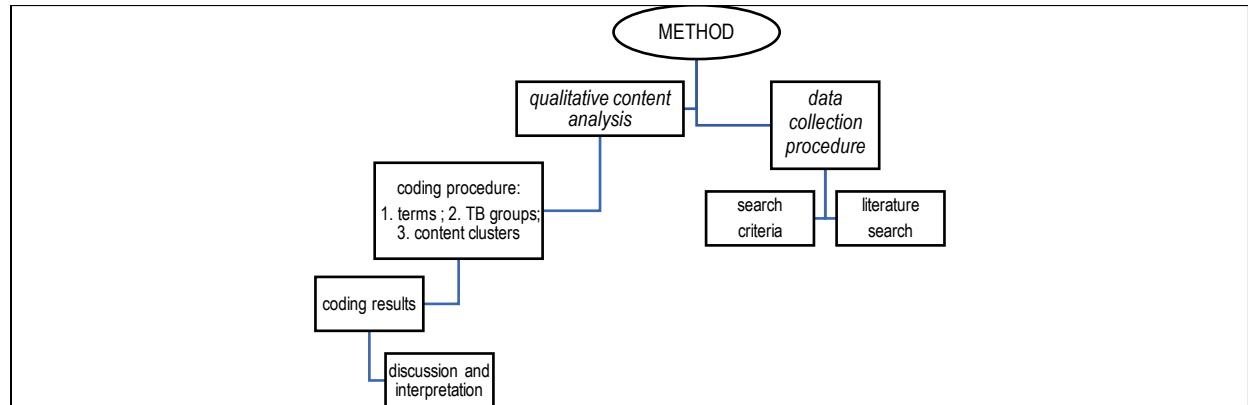 METHOD
qualitative content
analysis
data
collection
procedure
coding procedure:
1. terms ; 2. TB groups;
3. content clusters
search
criteria
literature
search
coding results
discussion and
interpretation